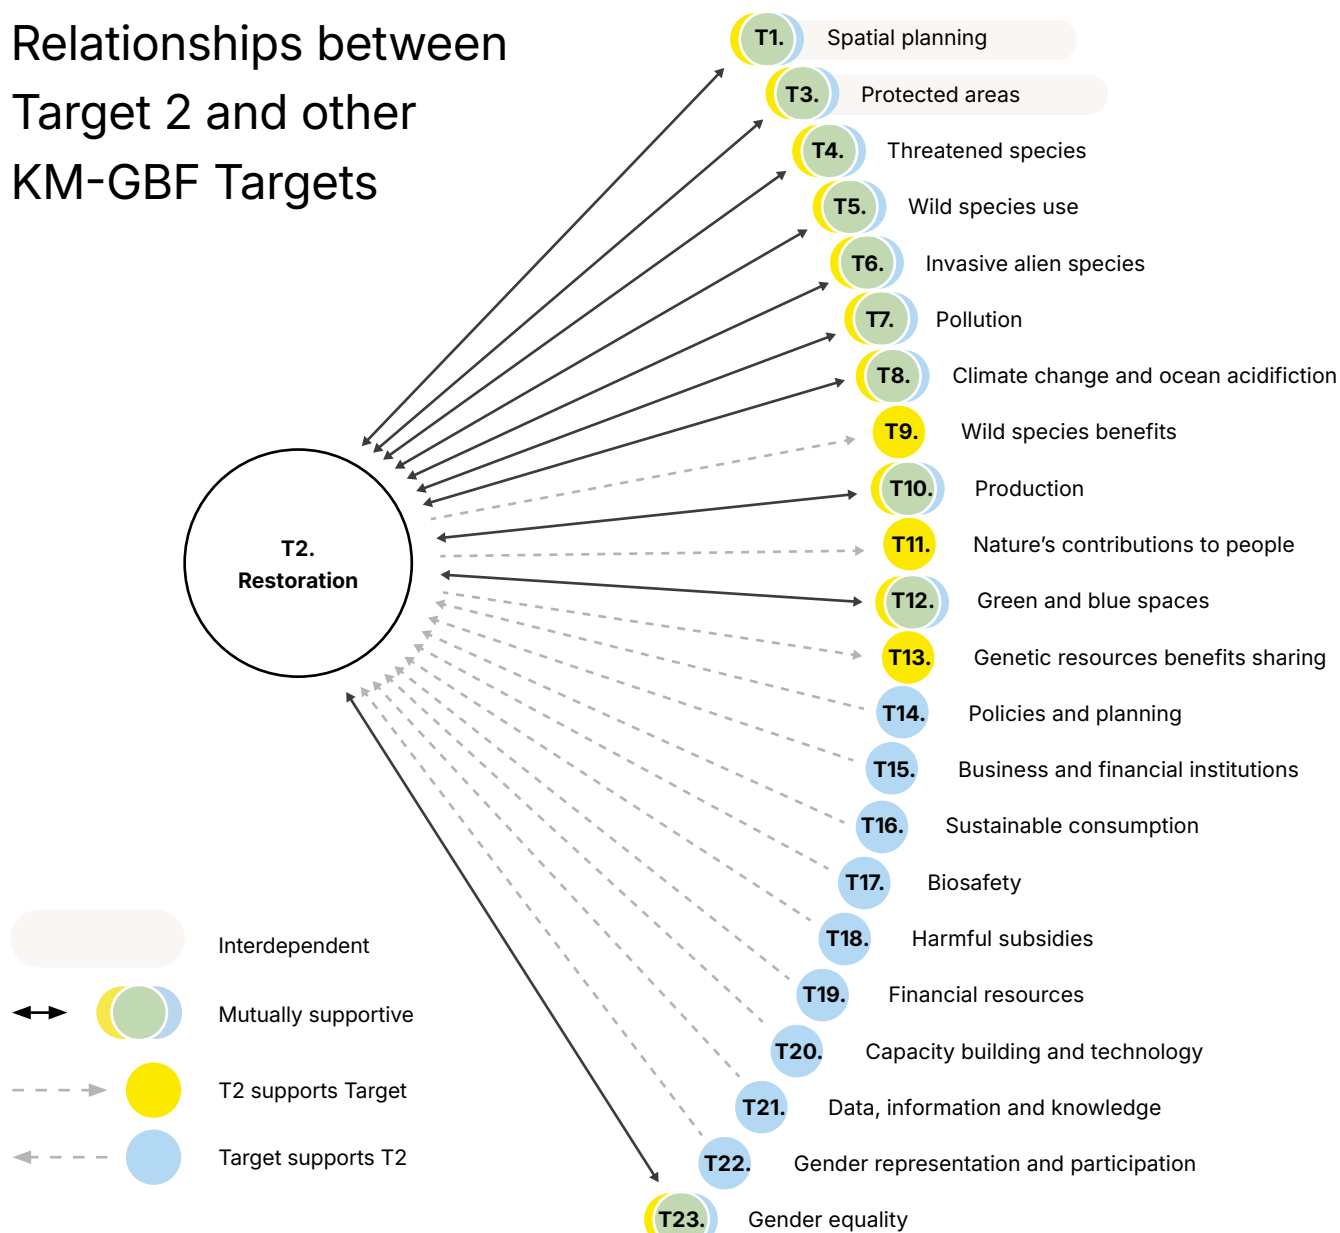 Relationships between
Target 2 and other
KM-GBF Targets
T1. Spatial planning
T3. Protected areas
T4. Threatened species
T5. Wild species use
T6. Invasive alien species
T7. Pollution
T8. Climate change and ocean acidifiction
T9. Wild species benefits
T10. Production
T11. Nature’s contributions to people
T12. Green and blue spaces
T13. Genetic resources benefits sharing
T14. Policies and planning
T15. Business and financial institutions
T16. Sustainable consumption
T17. Biosafety
T18. Harmful subsidies
T19. Financial resources
T20. Capacity building and technology
T21. Data, information and knowledge
T22. Gender representation and participation
T23. Gender equality
T2.
Restoration
Interdependent
Mutually supportive
T2 supports Target
Target supports T2